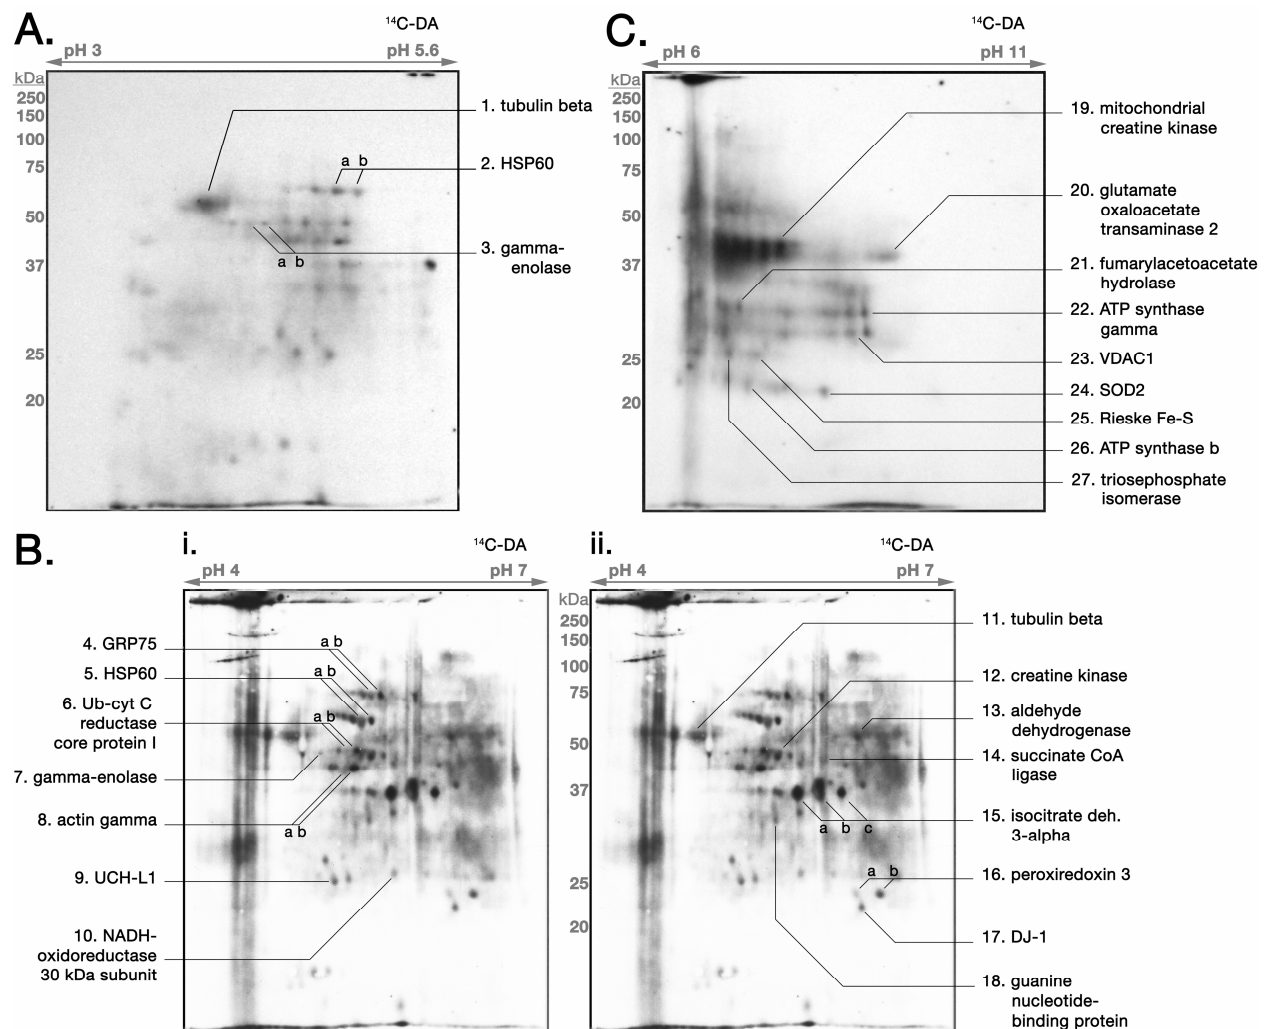 A.
¹⁴C-DA
pH 3
pH 5.6
kDa
250
150
100
75
50
37
25
20
1. tubulin beta
a b
2. HSP60
3. gamma-
enolase
a b
C.
¹⁴C-DA
pH 6
pH 11
kDa
250
150
100
75
50
37
25
20
19. mitochondrial
creatine kinase
20. glutamate
oxaloacetate
transaminase 2
21. fumarylacetoacetate
hydrolase
22. ATP synthase
gamma
23. VDAC1
24. SOD2
25. Rieske Fe-S
26. ATP synthase b
27. triosephosphate
isomerase
B.
i.
¹⁴C-DA
pH 4
pH 7
4. GRP75
a b
5. HSP60
a b
6. Ub-cyt C
reductase
core protein I
a b
7. gamma-enolase
8. actin gamma
a b
9. UCH-L1
10. NADH-
oxidoreductase
30 kDa subunit
ii.
¹⁴C-DA
pH 4
pH 7
kDa
250
150
100
75
50
37
25
20
11. tubulin beta
12. creatine kinase
13. aldehyde
dehydrogenase
14. succinate CoA
ligase
15. isocitrate deh.
3-alpha
a b c
16. peroxiredoxin 3
a b
17. DJ-1
18. guanine
nucleotide-
binding protein